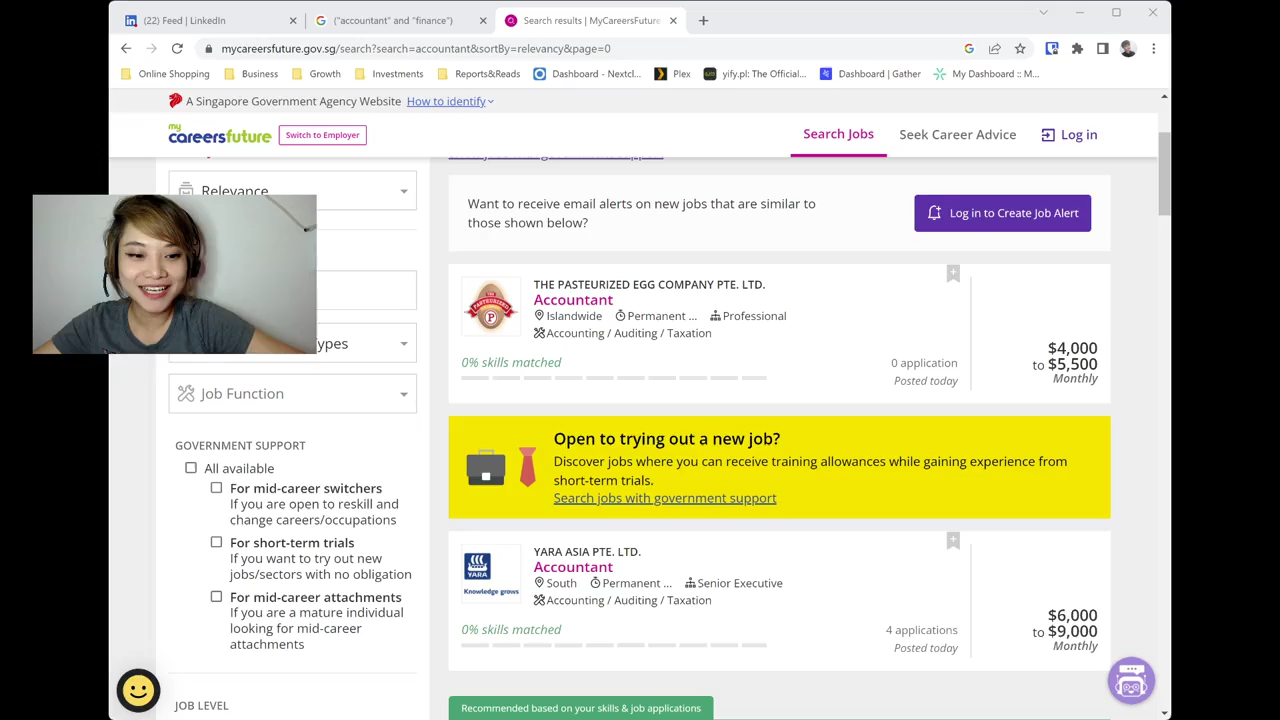 (22) Feed | LinkedIn
("accountant" and "finance")
Search results | MyCareersFuture
mycareersfuture.gov.sg/search?search=accountant&sortBy=relevancy&page=0
Online Shopping
Business
Growth
Investments
Reports&Reads
Dashboard - Nextcl...
Plex
yify.pl: The Official...
Dashboard | Gather
My Dashboard :: M...
A Singapore Government Agency Website How to identify
my careersfuture
Switch to Employer
Search Jobs
Seek Career Advice
Log in
Relevance
Types
Job Function
GOVERNMENT SUPPORT
All available
For mid-career switchers
If you are open to reskill and
change careers/occupations
For short-term trials
If you want to try out new
jobs/sectors with no obligation
For mid-career attachments
If you are a mature individual
looking for mid-career
attachments
JOB LEVEL
Want to receive email alerts on new jobs that are similar to
those shown below?
Log in to Create Job Alert
THE PASTEURIZED EGG COMPANY PTE. LTD.
Accountant
Islandwide Permanent ... Professional
Accounting / Auditing / Taxation
0% skills matched
0 application
Posted today
$4,000
to $5,500
Monthly
THE
PASTEURIZED
P
Open to trying out a new job?
Discover jobs where you can receive training allowances while gaining experience from
short-term trials.
Search jobs with government support
YARA ASIA PTE. LTD.
Accountant
South Permanent ... Senior Executive
Accounting / Auditing / Taxation
0% skills matched
4 applications
Posted today
$6,000
to $9,000
Monthly
YARA
Knowledge grows
Recommended based on your skills & job applications